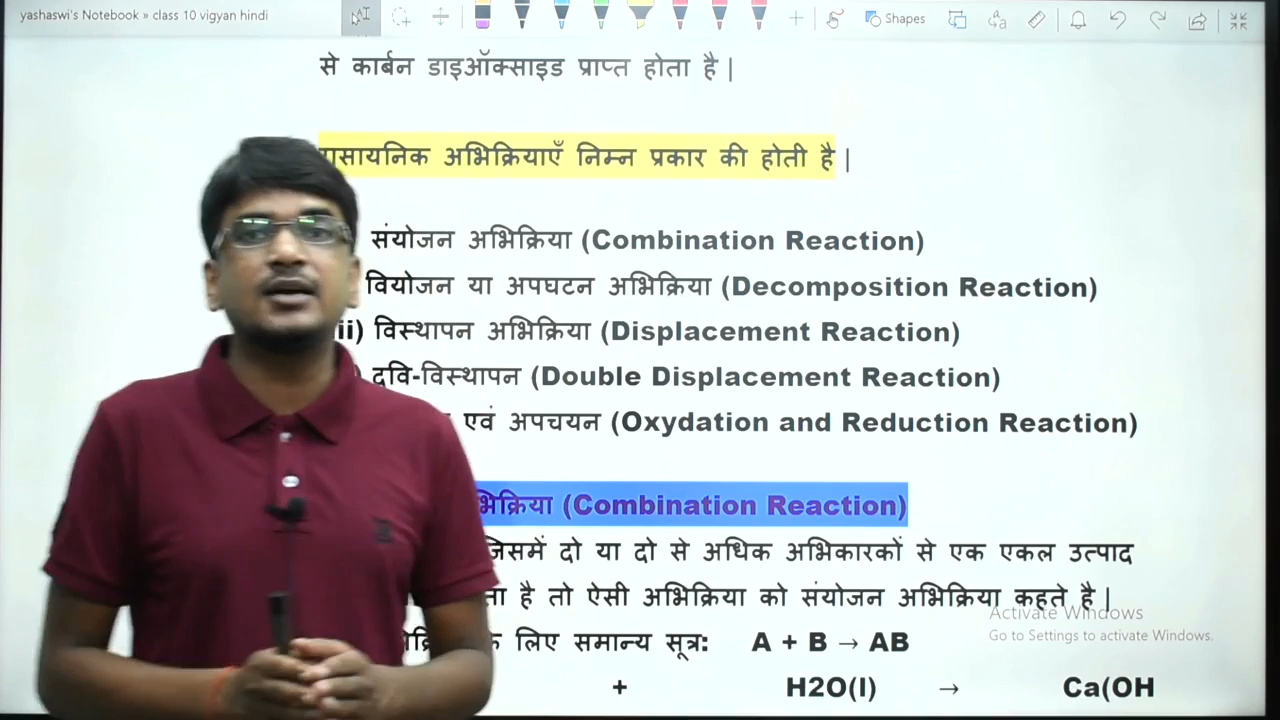 yashaswi's Notebook » class 10 vigyan hindi
Shapes
से कार्बन डाइऑक्साइड प्राप्त होता है |
रासायनिक अभिक्रियाएँ निम्न प्रकार की होती है |
संयोजन अभिक्रिया (Combination Reaction)
वियोजन या अपघटन अभिक्रिया (Decomposition Reaction)
ii) विस्थापन अभिक्रिया (Displacement Reaction)
) द्वि-विस्थापन (Double Displacement Reaction)
एवं अपचयन (Oxydation and Reduction Reaction)
भिक्रिया (Combination Reaction)
जिसमें दो या दो से अधिक अभिकारकों से एक एकल उत्पाद
ता है तो ऐसी अभिक्रिया को संयोजन अभिक्रिया कहते है |
Activate Windows
Go to Settings to activate Windows.
के लिए समान्य सूत्र: A + B → AB
+ H2O(l) → Ca(OH